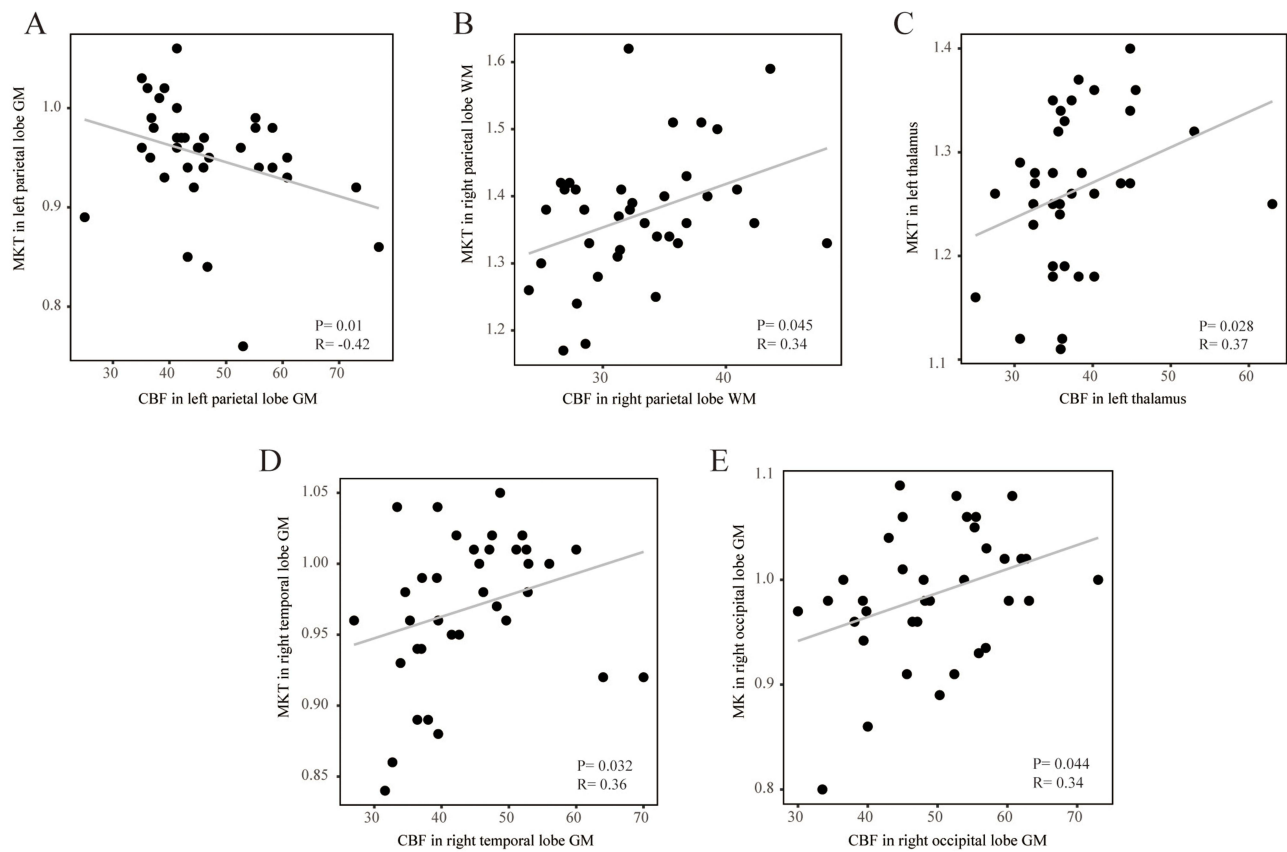 A
MKT in left parietal lobe GM
1.0
0.9
0.8
P= 0.01
R= -0.42
30 40 50 60 70
CBF in left parietal lobe GM
B
MKT in right parietal lobe WM
1.6
1.5
1.4
1.3
1.2
P= 0.045
R= 0.34
30 40
CBF in right parietal lobe WM
C
MKT in left thalamus
1.4
1.3
1.2
1.1
P= 0.028
R= 0.37
30 40 50 60
CBF in left thalamus
D
MKT in right temporal lobe GM
1.05
1.00
0.95
0.90
0.85
P= 0.032
R= 0.36
30 40 50 60 70
CBF in right temporal lobe GM
E
MK in right occipital lobe GM
1.1
1.0
0.9
0.8
P= 0.044
R= 0.34
30 40 50 60 70
CBF in right occipital lobe GM